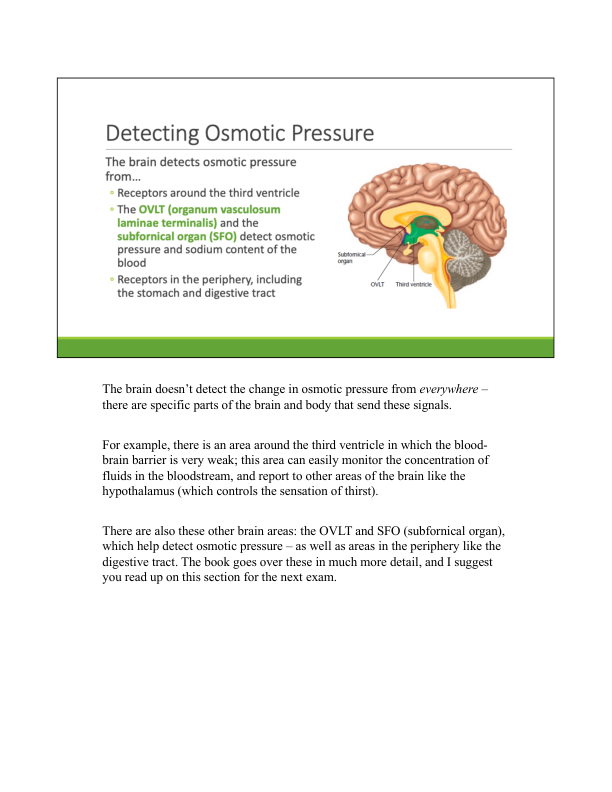 Detecting Osmotic Pressure
The brain detects osmotic pressure
from…
◦ Receptors around the third ventricle
◦ The OVLT (organum vasculosum
laminae terminalis) and the
subfornical organ (SFO) detect osmotic
pressure and sodium content of the
blood
◦ Receptors in the periphery, including
the stomach and digestive tract
Subfornical
organ
OVLT
Third ventricle
The brain doesn’t detect the change in osmotic pressure from everywhere –
there are specific parts of the brain and body that send these signals.
For example, there is an area around the third ventricle in which the blood-
brain barrier is very weak; this area can easily monitor the concentration of
fluids in the bloodstream, and report to other areas of the brain like the
hypothalamus (which controls the sensation of thirst).
There are also these other brain areas: the OVLT and SFO (subfornical organ),
which help detect osmotic pressure – as well as areas in the periphery like the
digestive tract. The book goes over these in much more detail, and I suggest
you read up on this section for the next exam.